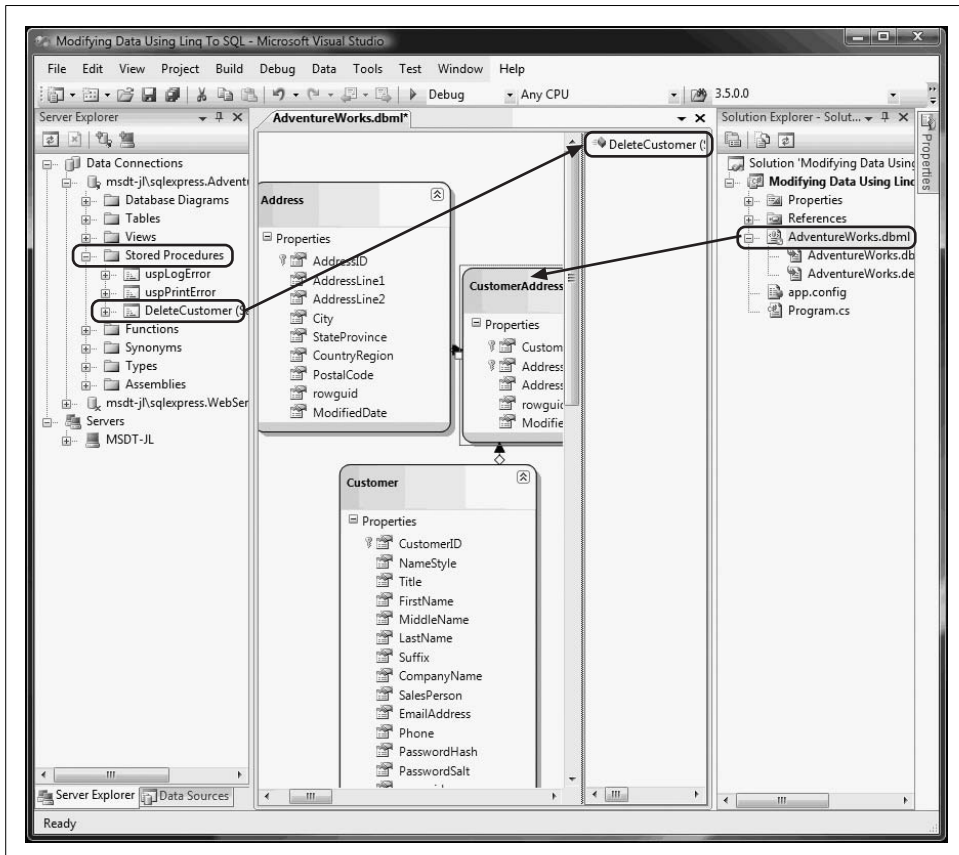 Modifying Data Using Linq To SQL - Microsoft Visual Studio
File Edit View Project Build Debug Data Tools Test Window Help
Debug Any CPU 3.5.0.0
Server Explorer
Data Connections
msdt-jl\sqlexpress.Advent
Database Diagrams
Tables
Views
Stored Procedures
uspLogError
uspPrintError
DeleteCustomer (S
Functions
Synonyms
Types
Assemblies
msdt-jl\sqlexpress.WebSer
Servers
MSDT-JL
Server Explorer Data Sources
AdventureWorks.dbml*
Address
Properties
AddressID
AddressLine1
AddressLine2
City
StateProvince
CountryRegion
PostalCode
rowguid
ModifiedDate
CustomerAddress
Properties
Custom
Address
Address
rowguid
Modifie
Customer
Properties
CustomerID
NameStyle
Title
FirstName
MiddleName
LastName
Suffix
CompanyName
SalesPerson
EmailAddress
Phone
PasswordHash
PasswordSalt
DeleteCustomer (
Solution Explorer - Solut...
Solution 'Modifying Data Using
Modifying Data Using Linq
Properties
References
AdventureWorks.dbml
AdventureWorks.db
AdventureWorks.de
app.config
Program.cs
Properties
Ready